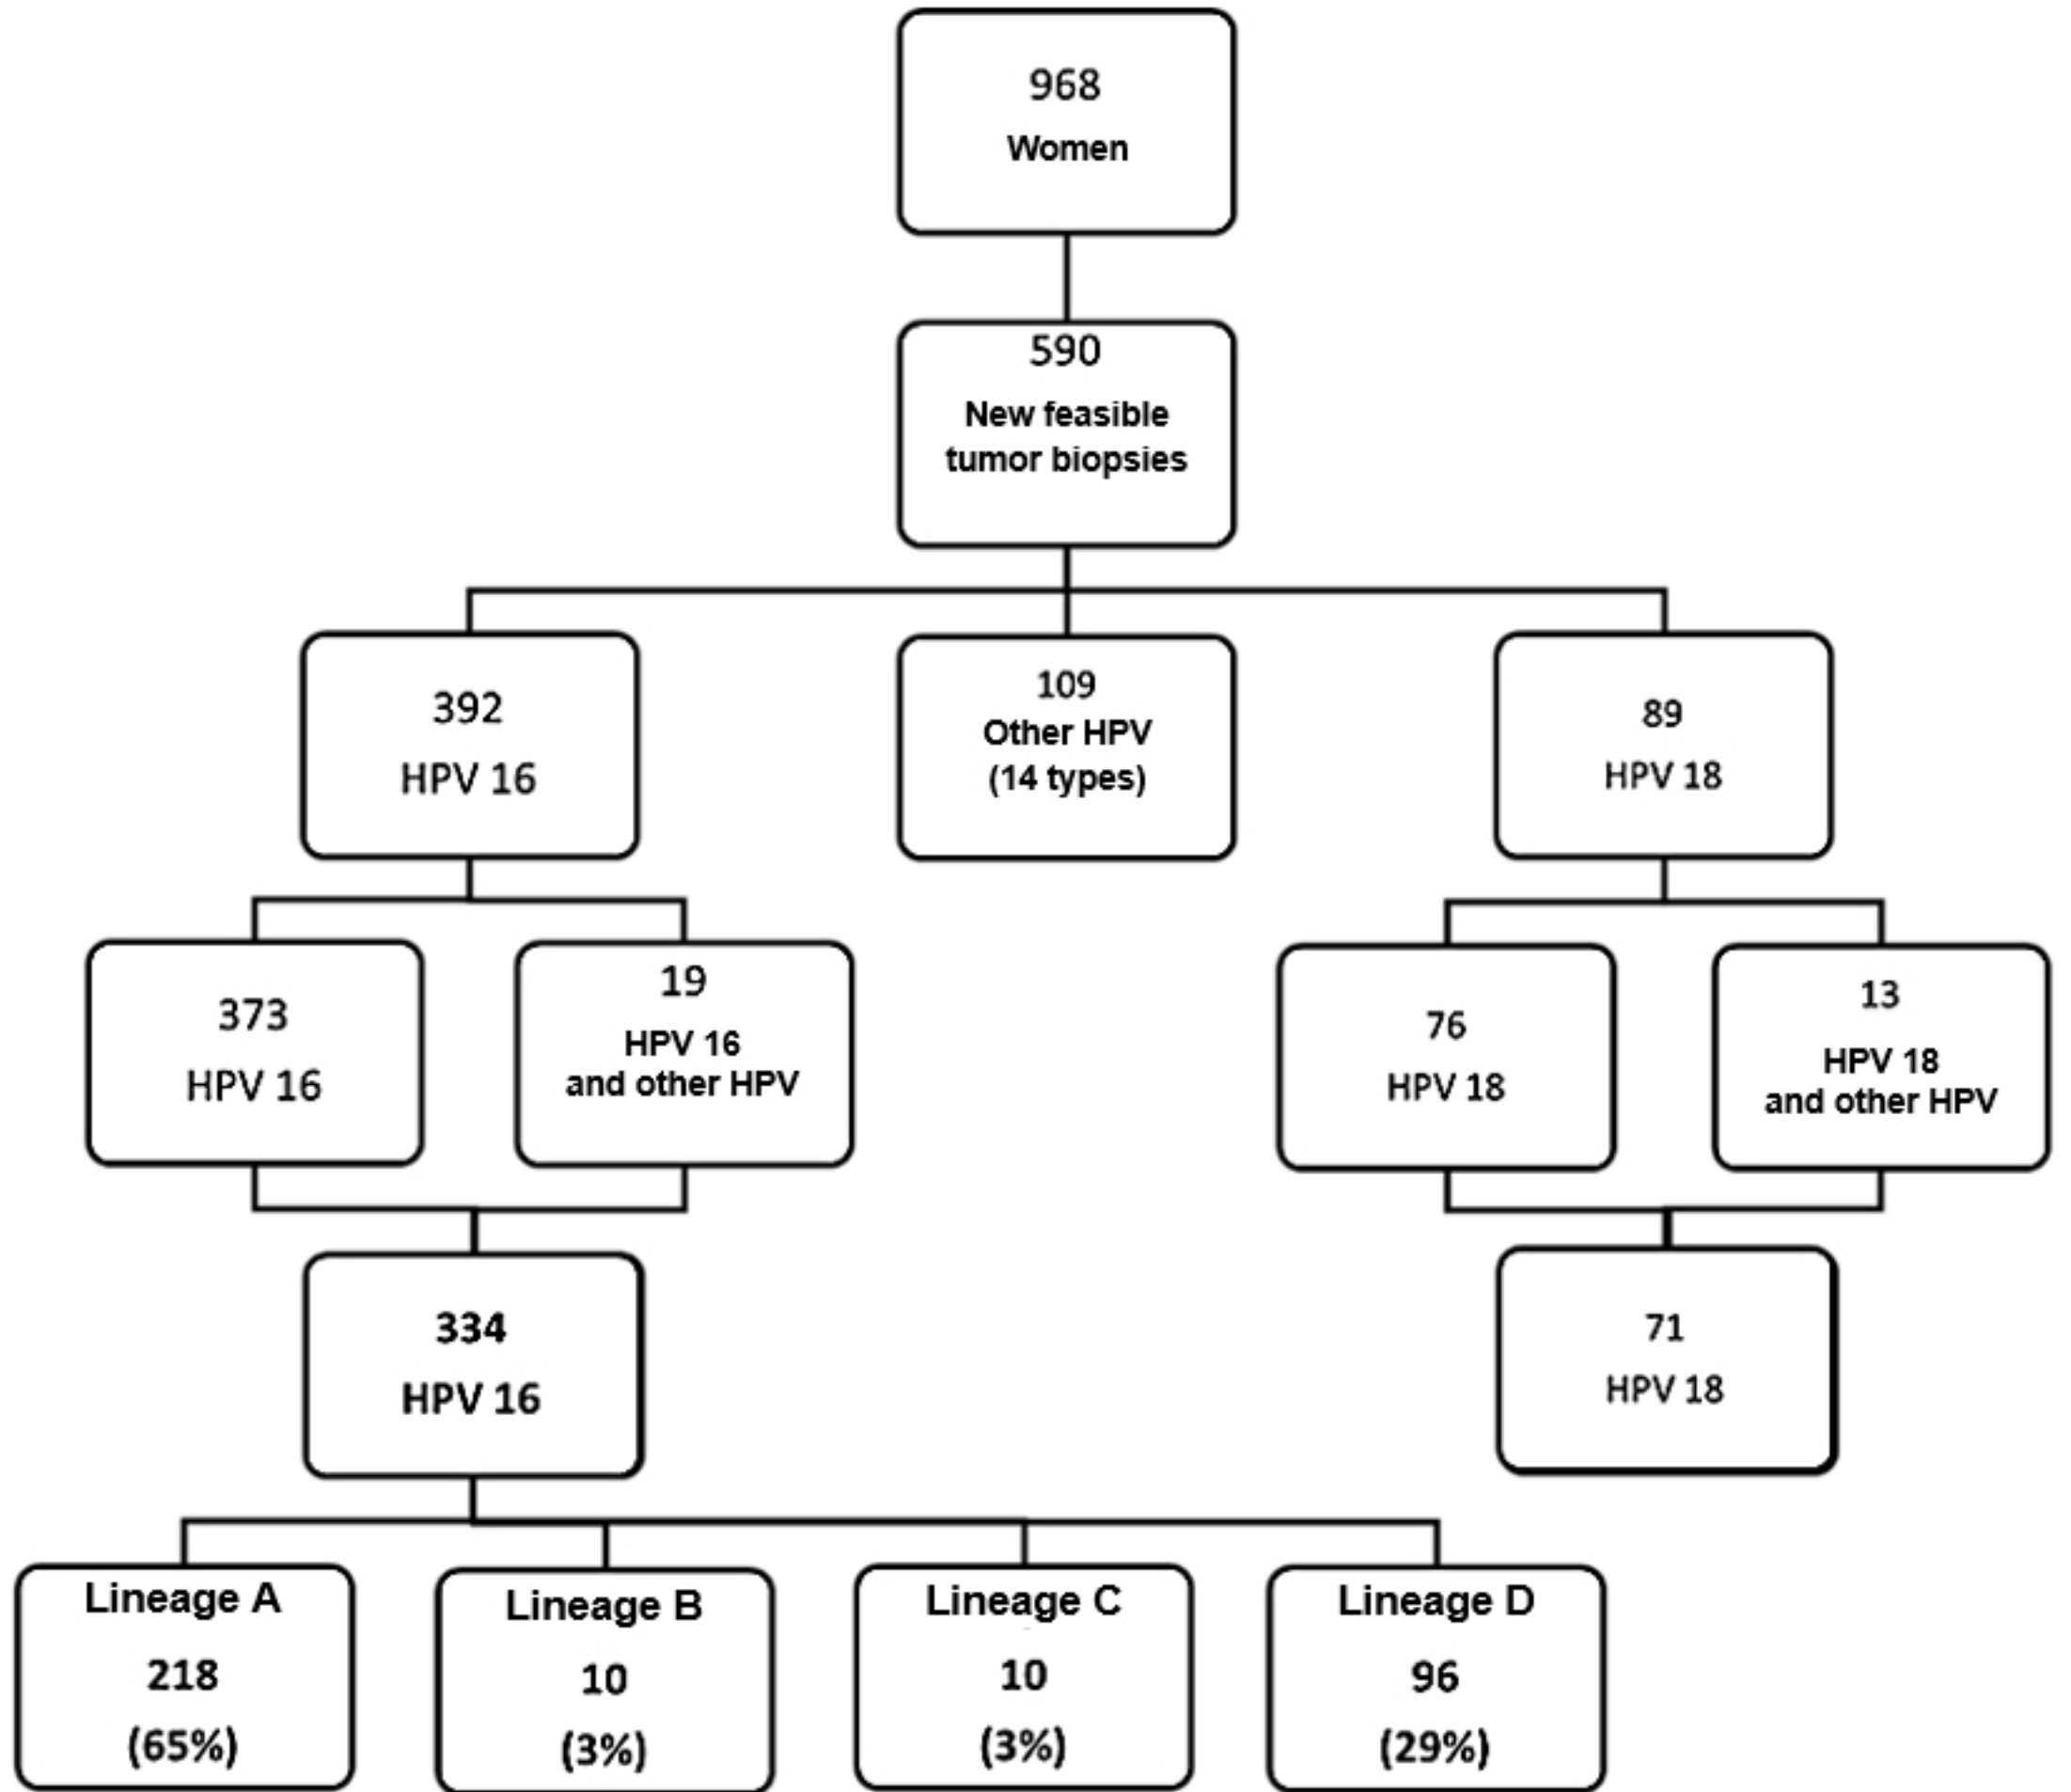 968
Women
590
New feasible
tumor biopsies
392
HPV 16
109
Other HPV
(14 types)
89
HPV 18
373
HPV 16
19
HPV 16
and other HPV
76
HPV 18
13
HPV 18
and other HPV
334
HPV 16
71
HPV 18
Lineage A
218
(65%)
Lineage B
10
(3%)
Lineage C
10
(3%)
Lineage D
96
(29%)